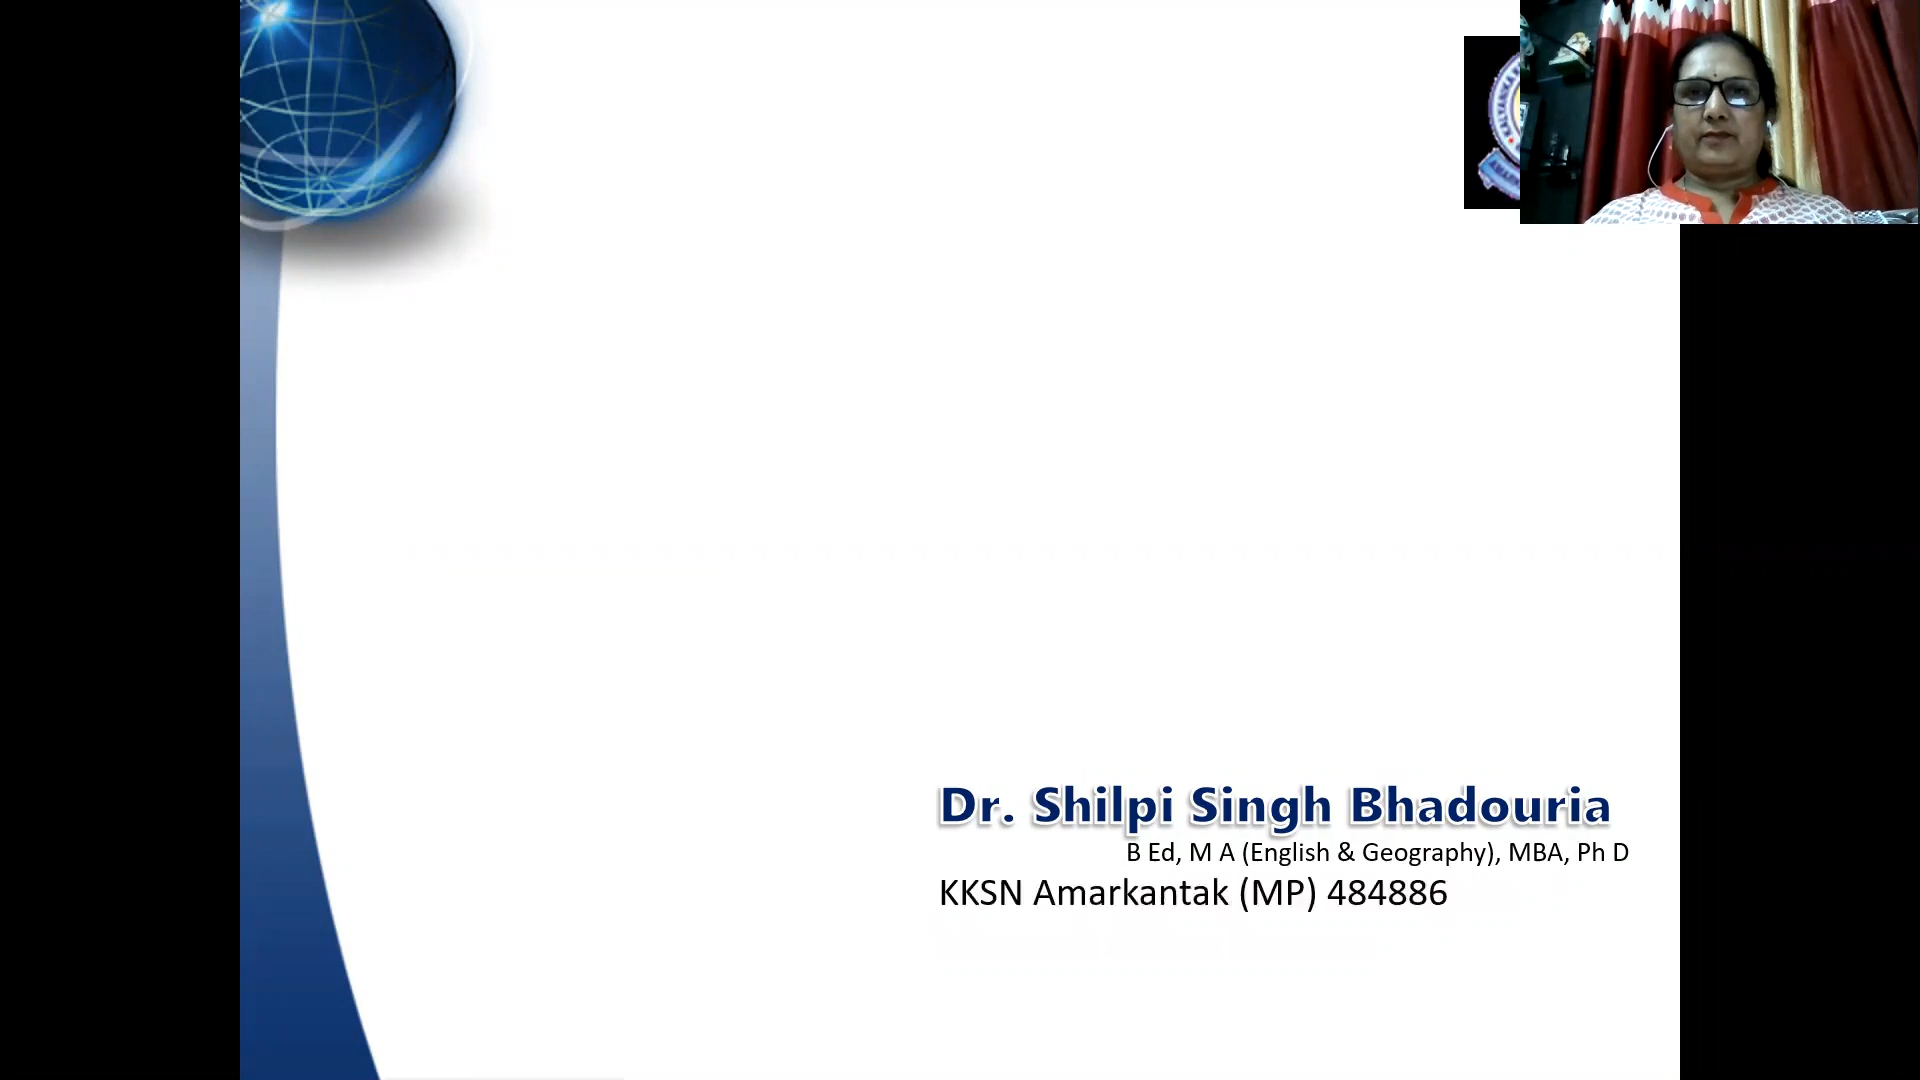 Dr. Shilpi Singh Bhadouria
B Ed, M A (English & Geography), MBA, Ph D
KKSN Amarkantak (MP) 484886